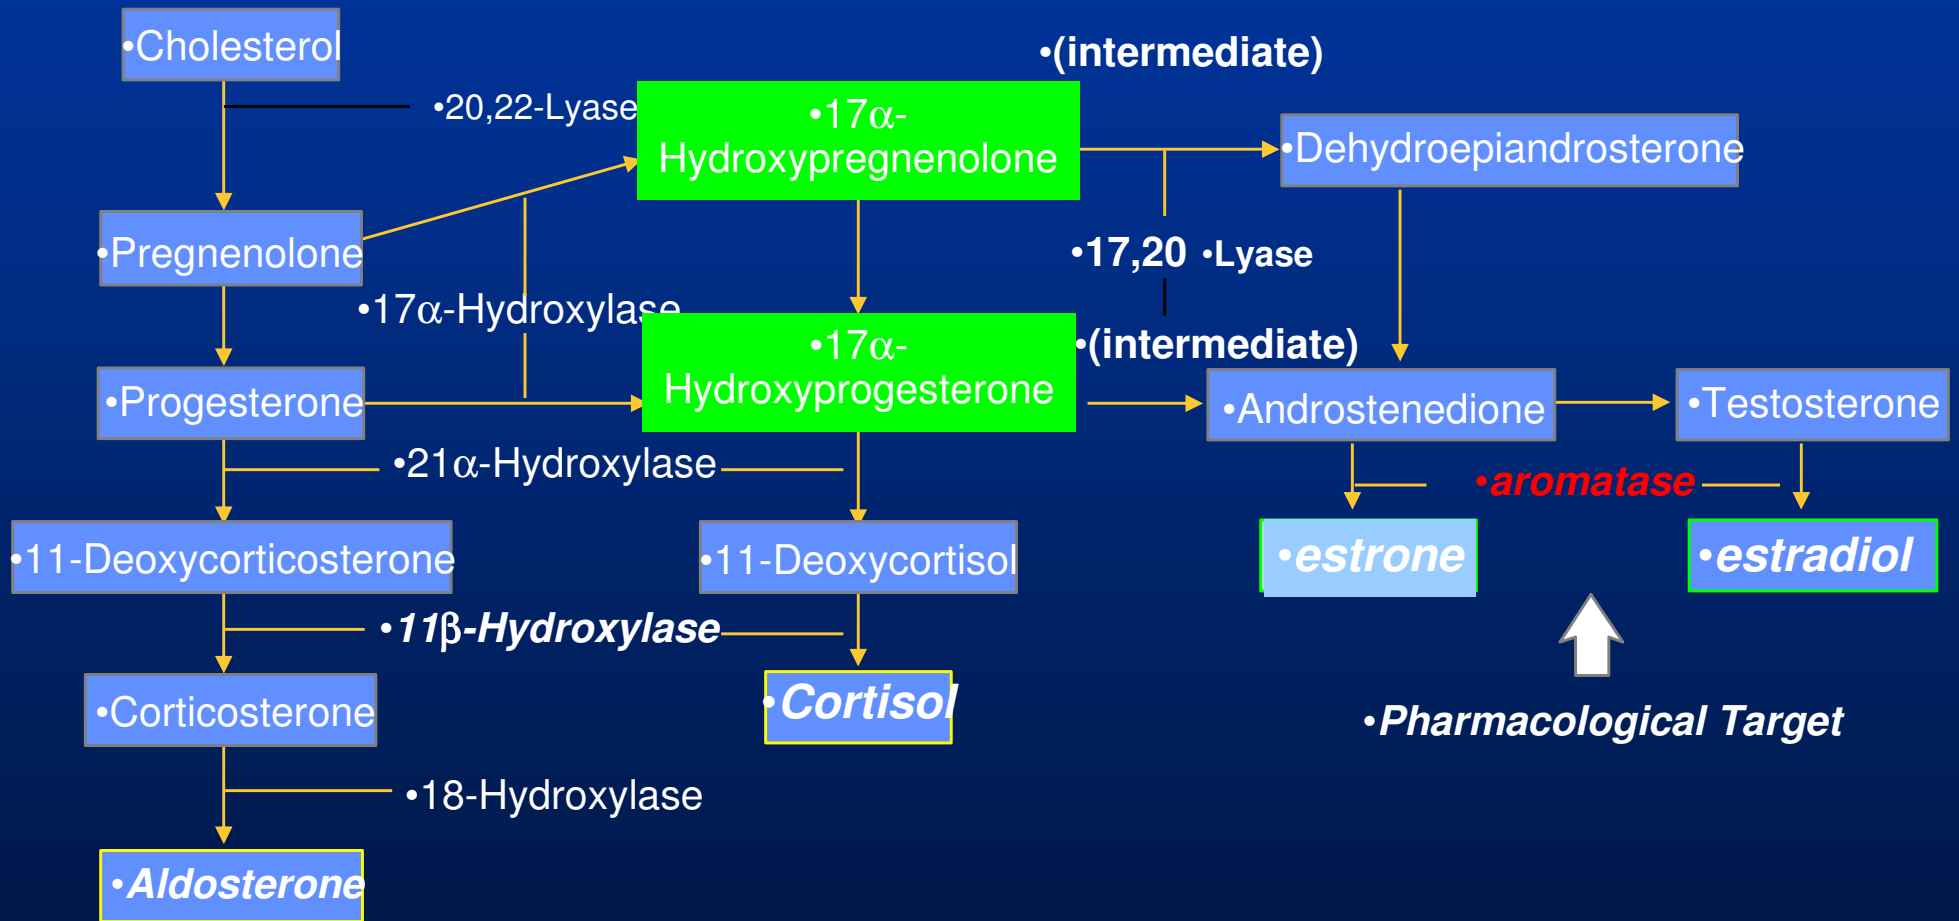 •Cholesterol
•(intermediate)
•20,22-Lyase
•17α-
Hydroxypregnenolone
•Dehydroepiandrosterone
•Pregnenolone
•17,20 •Lyase
•17α-Hydroxylase
•17α-
Hydroxyprogesterone
•(intermediate)
•Progesterone
•Androstenedione
•Testosterone
•21α-Hydroxylase
•aromatase
•11-Deoxycorticosterone
•11-Deoxycortisol
•estrone
•estradiol
•11β-Hydroxylase
•Corticosterone
•Cortisol
•Pharmacological Target
•18-Hydroxylase
•Aldosterone